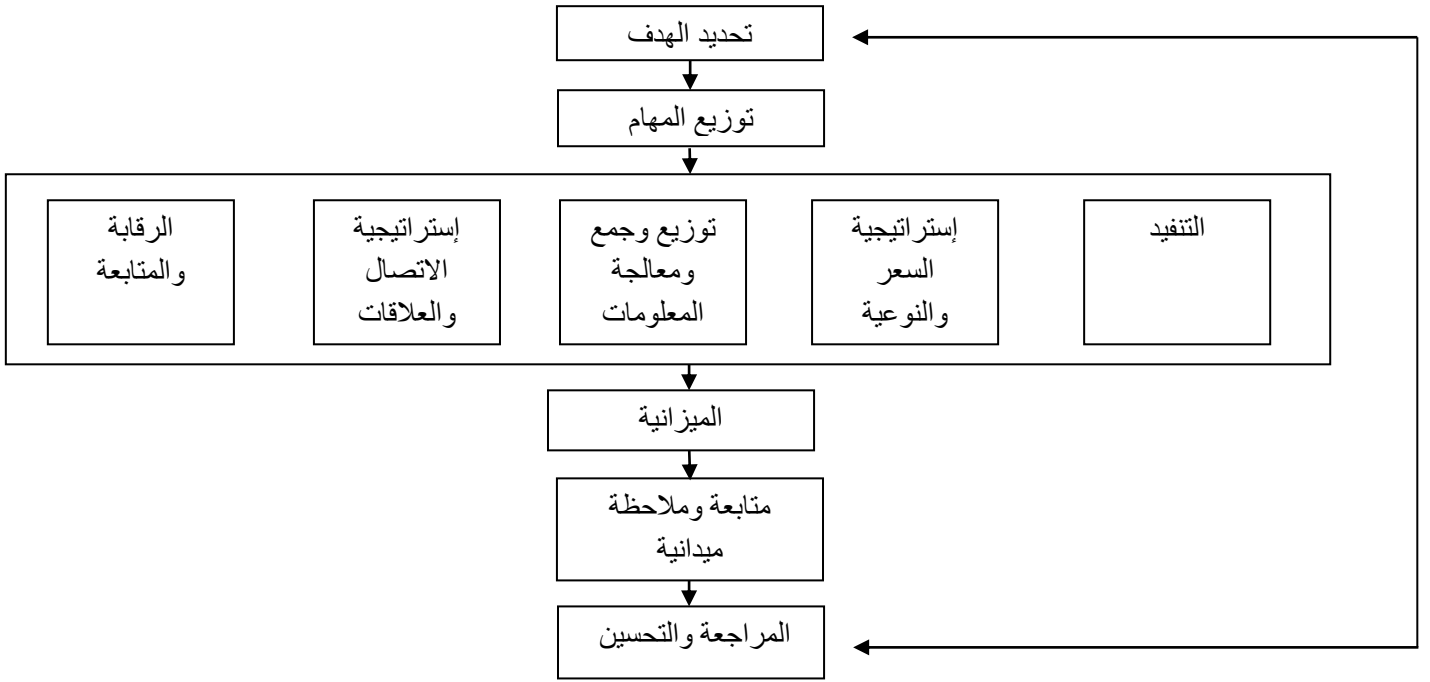 تحديد الهدف
توزيع المهام
التنفيد
إستراتيجية
السعر
والنوعية
توزيع وجمع
ومعالجة
المعلومات
إستراتيجية
الاتصال
والعلاقات
الرقابة
والمتابعة
الميزانية
متابعة وملاحظة
ميدانية
المراجعة والتحسين